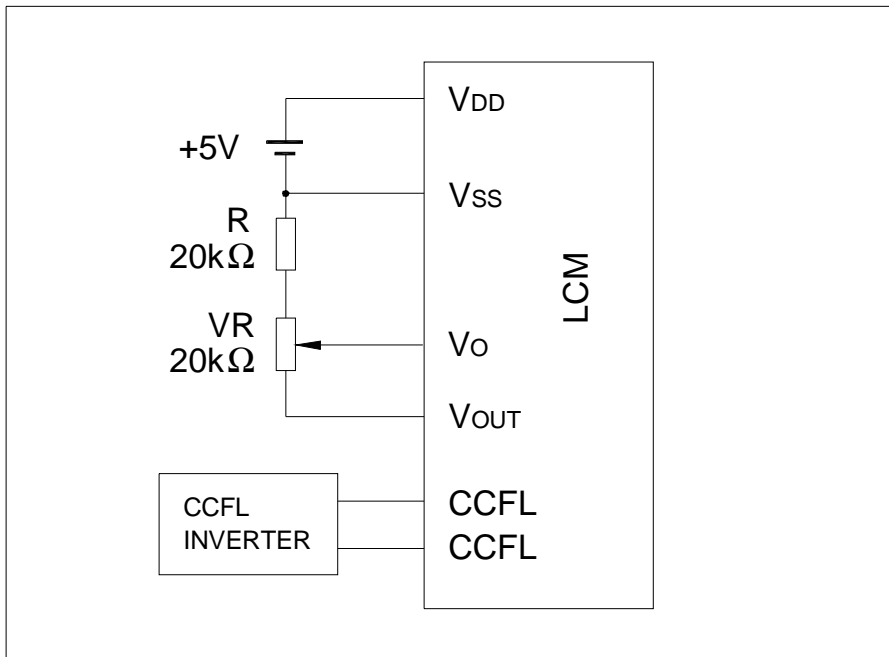 VDD
+5V
VSS
R
20kΩ
LCM
VR
20kΩ
VO
VOUT
CCFL
INVERTER
CCFL
CCFL